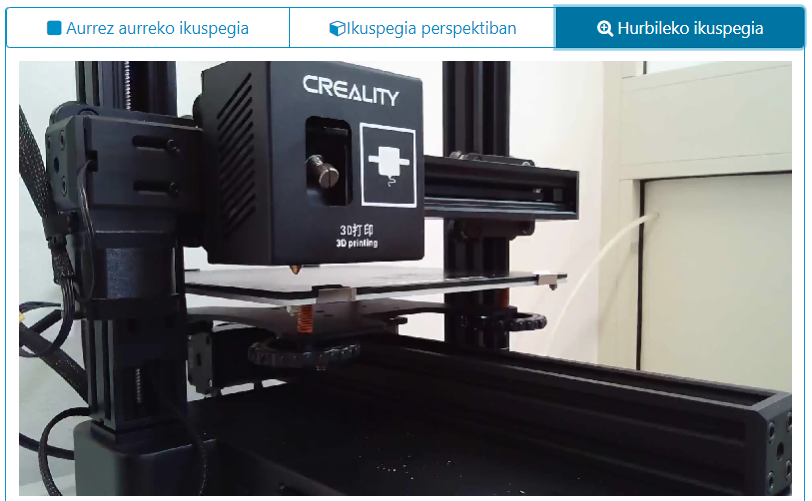 Aurrez aurreko ikuspegia
Ikuspegia perspektiban
Hurbileko ikuspegia
CREALITY
3D打印
3D printing